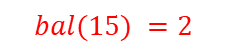 bal(15) = 2